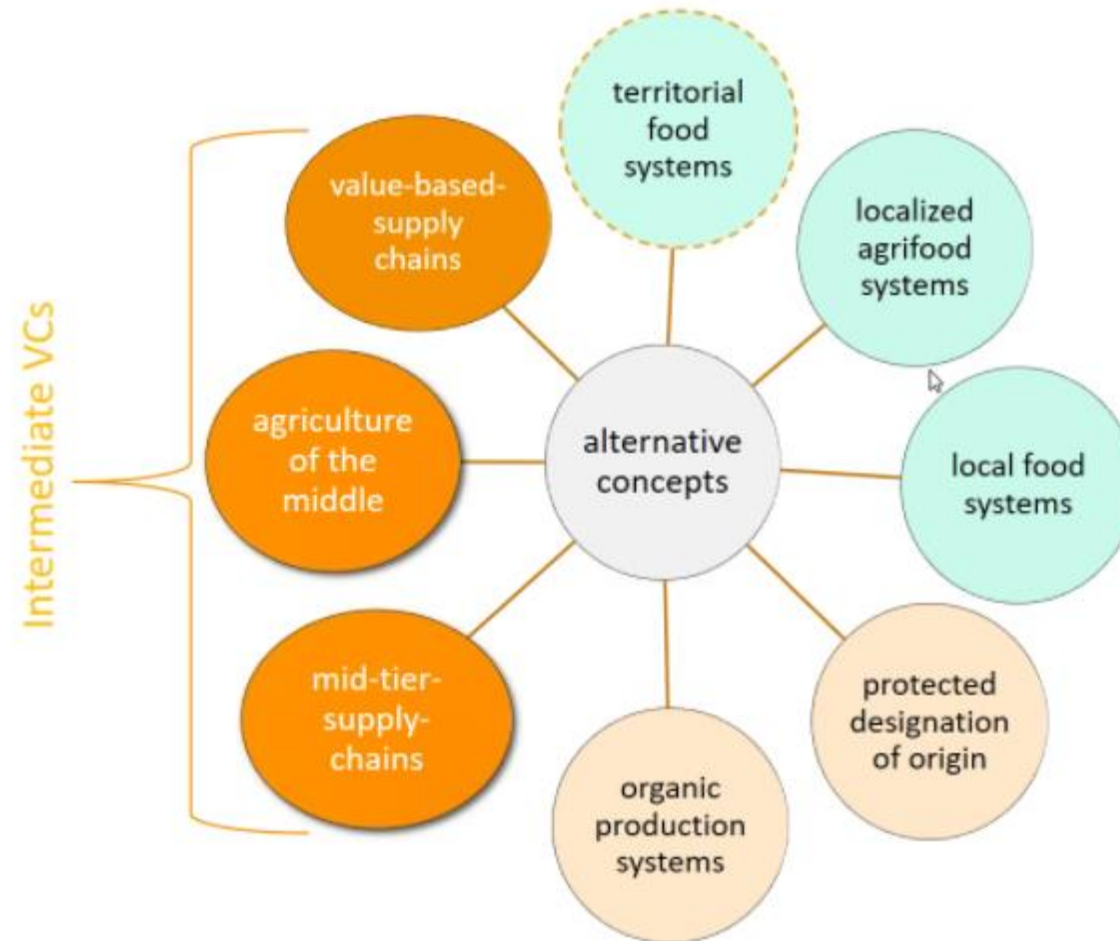 territorial
food
systems
value-based-
supply
chains
localized
agrifood
systems
Intermediate VCs
agriculture
of the
middle
alternative
concepts
local food
systems
mid-tier-
supply-
chains
protected
designation
of origin
organic
production
systems